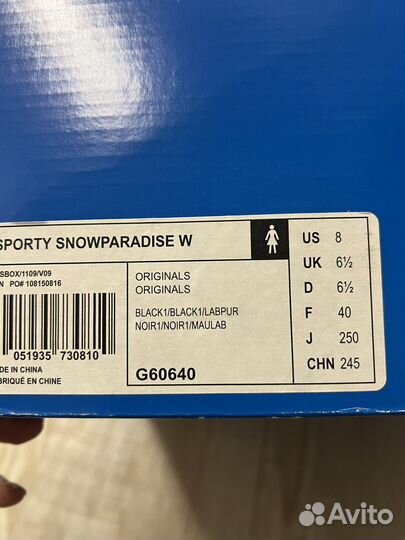 SPORTY SNOWPARADISE W
SBOX/1109/V09
PO# 108150816
051935 730810
DE IN CHINA
BRIQUÉ EN CHINE
ORIGINALS
ORIGINALS
BLACK1/BLACK1/LABPUR
NOIR1/NOIR1/MAULAB
G60640
US 8
UK 6½
D 6½
F 40
J 250
CHN 245
Avito